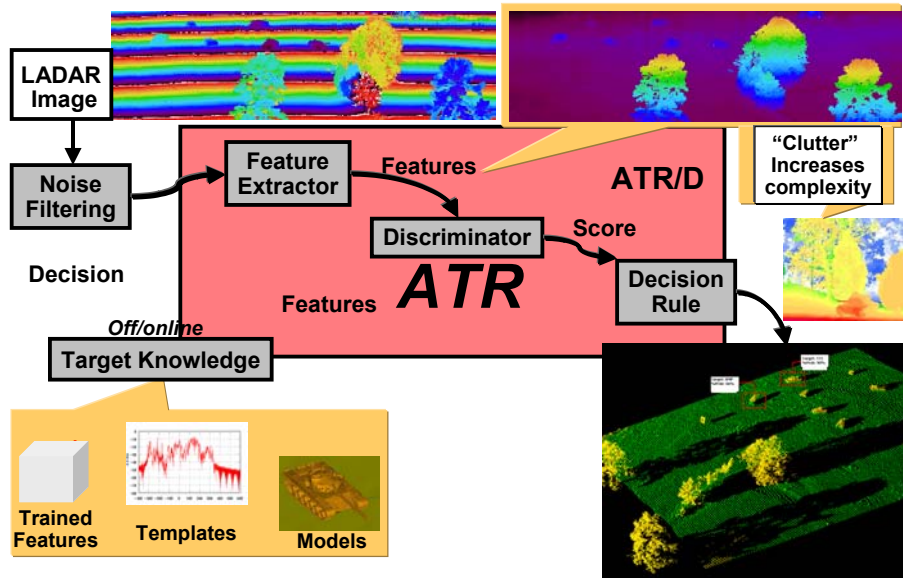 LADAR
Image
Noise
Filtering
Feature
Extractor
Features
ATR/D
"Clutter"
Increases
complexity
Discriminator
Score
Decision
Decision
Rule
Features
ATR
Off/online
Target Knowledge
Trained
Features
Templates
Models